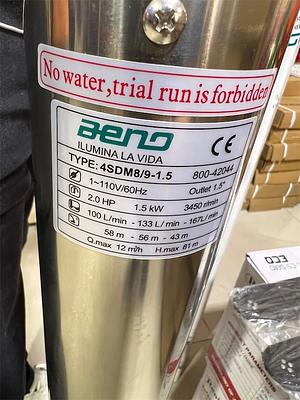 No water,trial run is forbidden
Beno
ILUMINA LA VIDA
CE
TYPE: 4SDM8/9-1.5
800-42044
1~110V/60Hz
Outlet 1.5"
2.0 HP 1.5 kW 3450 r/min
100 L/min - 133 L/min - 167L/min
58 m - 56 m - 43 m
Q.max 12 m³/h H.max 81 m
ECO